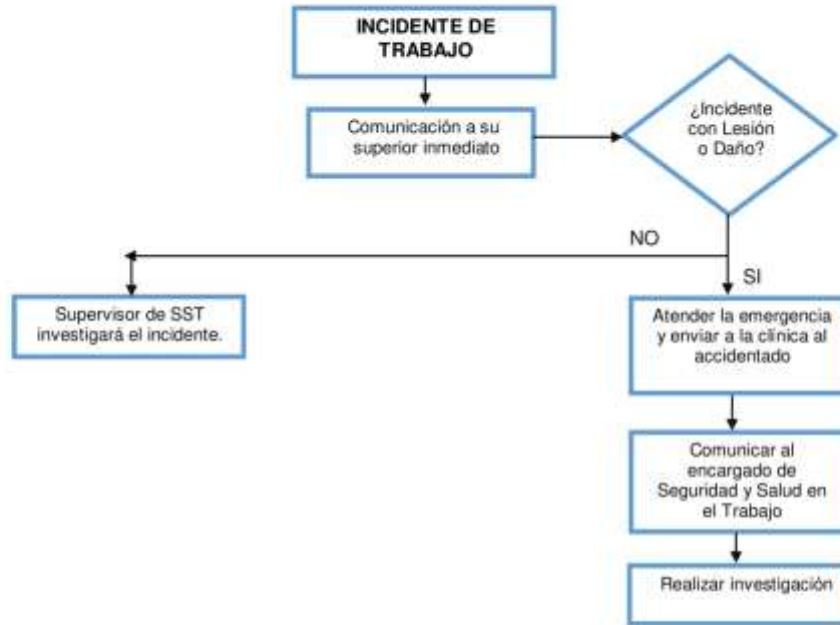 INCIDENTE DE
TRABAJO
Comunicación a su
superior inmediato
¿Incidente
con Lesión
o Daño?
NO
SI
Supervisor de SST
investigará el incidente.
Atender la emergencia
y enviar a la clínica al
accidentado
Comunicar al
encargado de
Seguridad y Salud en
el Trabajo
Realizar investigación